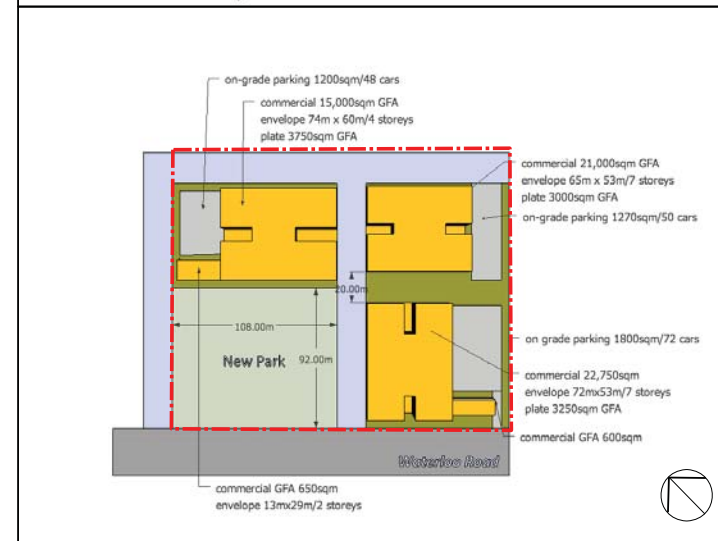 on-grade parking 1200sqm/48 cars
commercial 15,000sqm GFA
envelope 74m x 60m/4 storeys
plate 3750sqm GFA
commercial 21,000sqm GFA
envelope 65m x 53m/7 storeys
plate 3000sqm GFA
on-grade parking 1270sqm/50 cars
20.00m
108.00m
New Park
92.00m
on grade parking 1800sqm/72 cars
commercial 22,750sqm
envelope 72mx53m/7 storeys
plate 3250sqm GFA
commercial GFA 600sqm
Waterloo Road
commercial GFA 650sqm
envelope 13mx29m/2 storeys